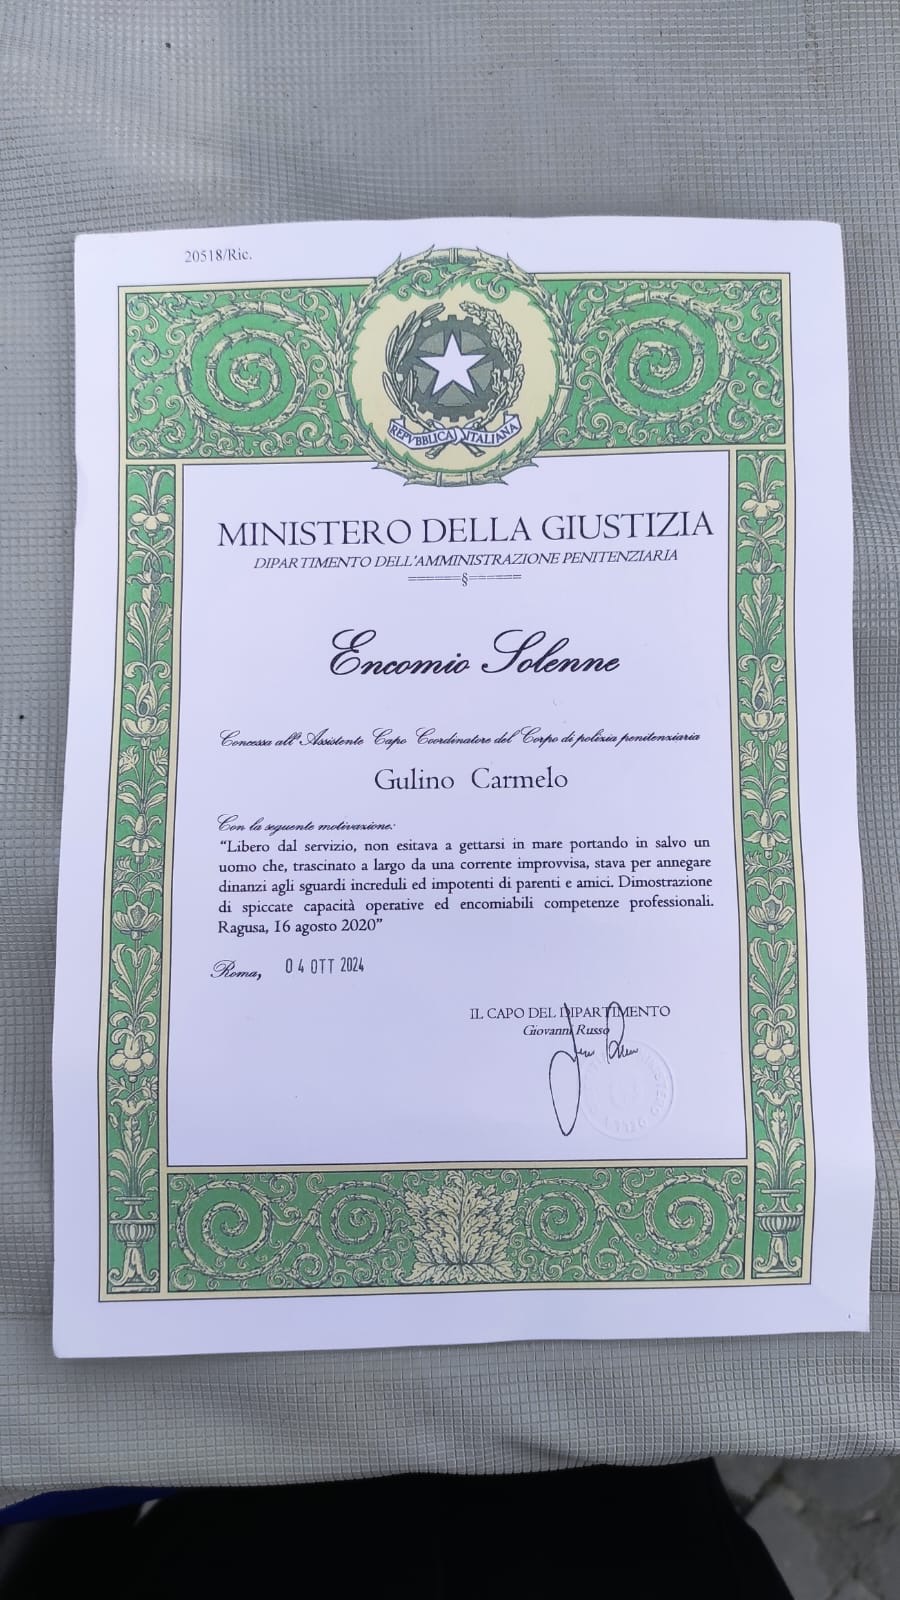 20518/Ric.
REPVBBLICA ITALIANA
MINISTERO DELLA GIUSTIZIA
DIPARTIMENTO DELL'AMMINISTRAZIONE PENITENZIARIA
======§======
Encomio Solenne
Concessa all'Assistente Capo Coordinatore del Corpo di polizia penitenziaria
Gulino Carmelo
Con la seguente motivazione:
“Libero dal servizio, non esitava a gettarsi in mare portando in salvo un
uomo che, trascinato a largo da una corrente improvvisa, stava per annegare
dinanzi agli sguardi increduli ed impotenti di parenti e amici. Dimostrazione
di spiccate capacità operative ed encomiabili competenze professionali.
Ragusa, 16 agosto 2020”
Roma, 04 OTT 2024
IL CAPO DEL DIPARTIMENTO
Giovanni Russo